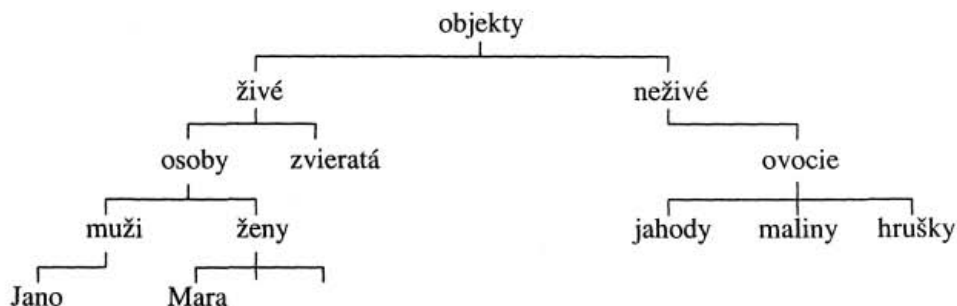 objekty
živé neživé
osoby zvieratá ovocie
muži ženy jahody maliny hrušky
Jano Mara